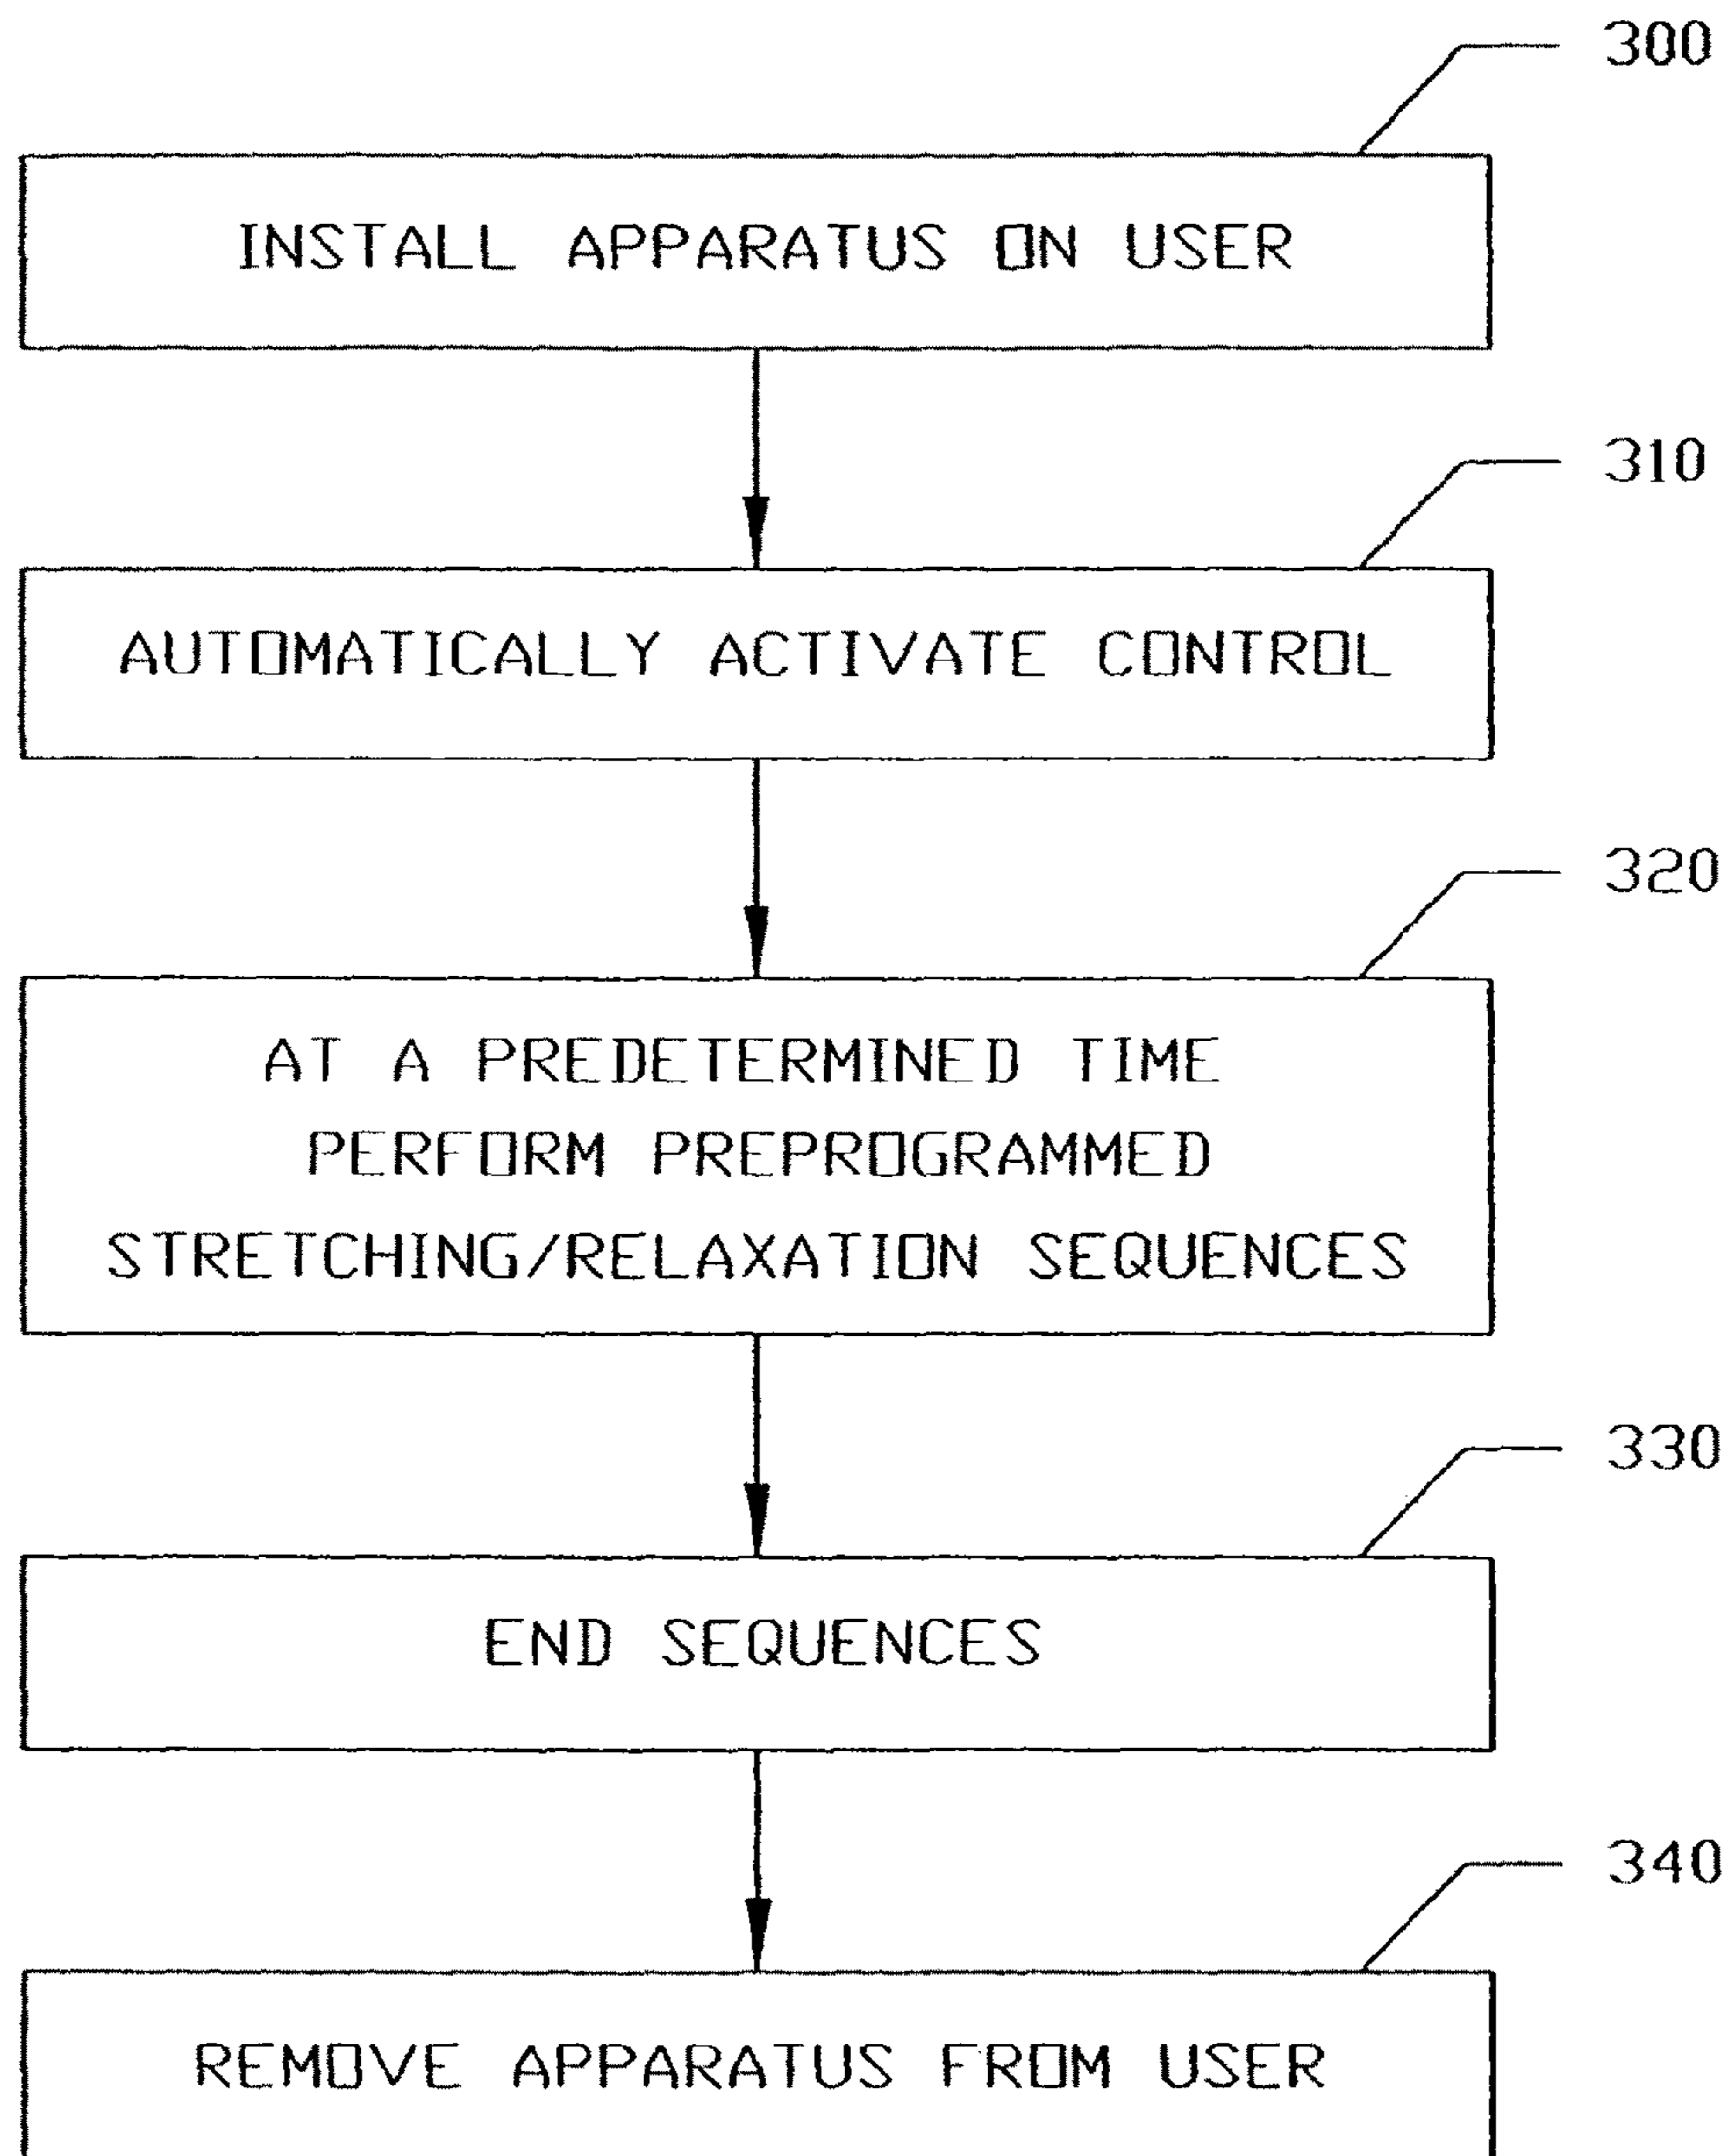 300
INSTALL APPARATUS ON USER
310
AUTOMATICALLY ACTIVATE CONTROL
320
AT A PREDETERMINED TIME
PERFORM PREPROGRAMMED
STRETCHING/RELAXATION SEQUENCES
330
END SEQUENCES
340
REMOVE APPARATUS FROM USER